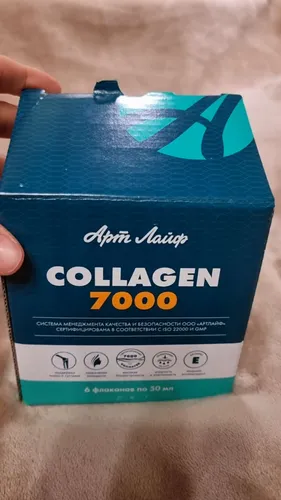 Арт Лайф
COLLAGEN
7000
СИСТЕМА МЕНЕДЖМЕНТА КАЧЕСТВА И БЕЗОПАСНОСТИ ООО «АРТЛАЙФ»
СЕРТИФИЦИРОВАНА В СООТВЕТСТВИИ С ISO 22000 И GMP
6 флаконов по 30 мл